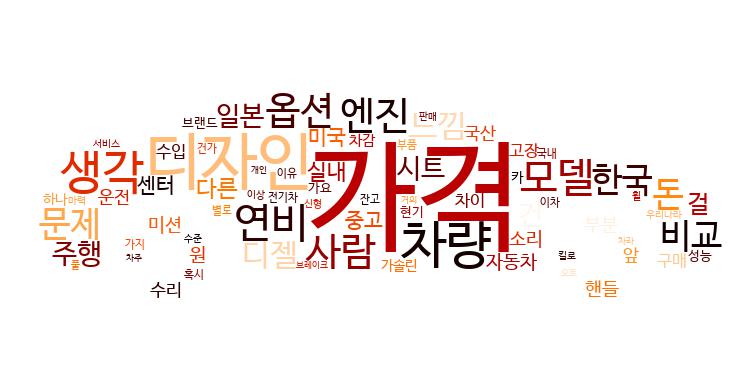 판매
브랜드
일본
옵션
엔진
느낌
서비스
수입
건가
디자인
미국
차감
부품
국산
고장
국내
생각
센터
다른
개인
이유
실내
가격
시트
카
모델
한국
휠
돈
걸
하나
마력
운전
별로
이상
전기차
가요
신형
잔고
거의
현기
차이
건
이차
우리나라
문제
미션
수준
연비
중고
차량
소리
부분
차라
비교
주행
가지
차주
원
디젤
사람
브레이크
가솔린
자동차
킬로
앞
구매
성능
풀
혹시
오토
수리
핸들